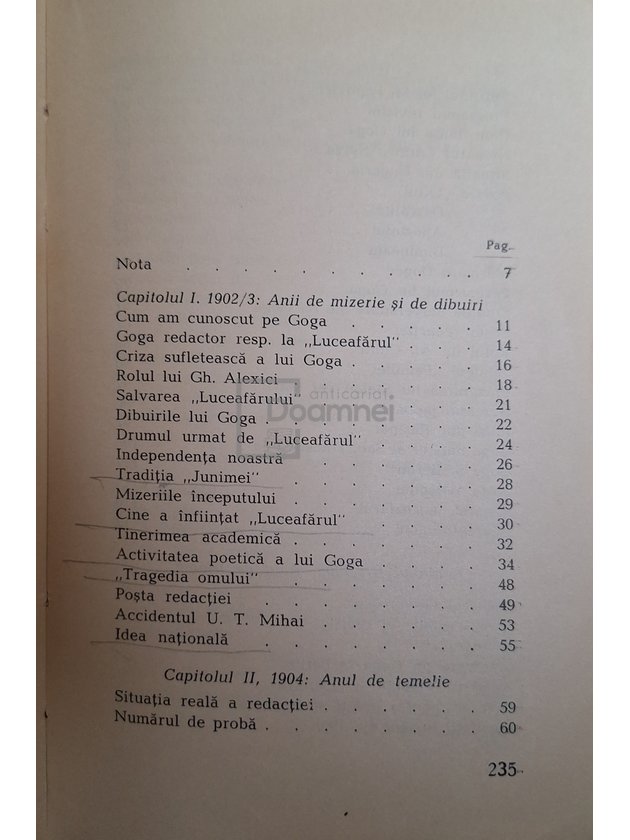 Pag.
Nota . . . . . . . . . . . 7
Capitolul I. 1902/3: Anii de mizerie și de dibuiri
Cum am cunoscut pe Goga . . . . . 11
Goga redactor resp. la „Luceafărul" . . . 14
Criza sufletească a lui Goga . . . . . 16
Rolul lui Gh. Alexici . . . . . . 18
Salvarea „Luceafărului" . . . . . 21
Dibuirile lui Goga . . . . . . . 22
Drumul urmat de „Luceafărul" . . . . 24
Independența noastră . . . . . . 26
Tradiția „Junimei" . . . . . . . 28
Mizeriile începutului . . . . . . 29
Cine a înființat „Luceafărul" . . . . 30
Tinerimea academică . . . . . . 32
Activitatea poetică a lui Goga . . . . 34
„Tragedia omului" . . . . . . 48
Poșta redacției . . . . . . . 49
Accidentul U. T. Mihai . . . . . 53
Idea națională . . . . . . . 55
Capitolul II, 1904: Anul de temelie
Situația reală a redacției . . . . . 59
Numărul de probă . . . . . . . 60
235
anticariat
Doamnei